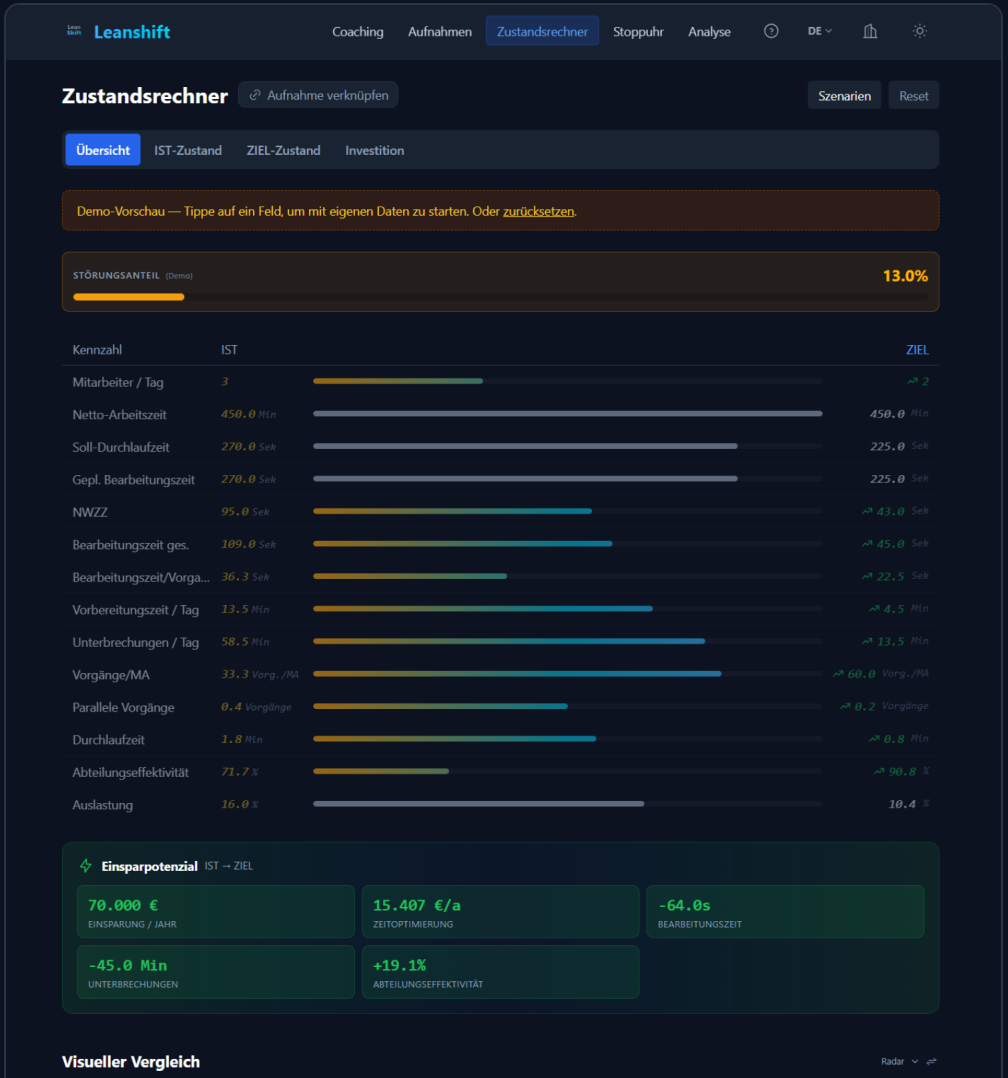 Lean
Shift
Leanshift
Coaching
Aufnahmen
Zustandsrechner
Stoppuhr
Analyse
?
DE
Zustandsrechner
Aufnahme verknüpfen
Szenarien
Reset
Übersicht
IST-Zustand
ZIEL-Zustand
Investition
Demo-Vorschau — Tippe auf ein Feld, um mit eigenen Daten zu starten. Oder zurücksetzen.
STÖRUNGSANTEIL (Demo) 13.0%
Kennzahl IST ZIEL
Mitarbeiter / Tag 3 2
Netto-Arbeitszeit 450.0 Min 450.0 Min
Soll-Durchlaufzeit 270.0 Sek 225.0 Sek
Gepl. Bearbeitungszeit 270.0 Sek 225.0 Sek
NWZZ 95.0 Sek 43.0 Sek
Bearbeitungszeit ges. 109.0 Sek 45.0 Sek
Bearbeitungszeit/Vorga... 36.3 Sek 22.5 Sek
Vorbereitungszeit / Tag 13.5 Min 4.5 Min
Unterbrechungen / Tag 58.5 Min 13.5 Min
Vorgänge/MA 33.3 Vorg./MA 60.0 Vorg./MA
Parallele Vorgänge 0.4 Vorgänge 0.2 Vorgänge
Durchlaufzeit 1.8 Min 0.8 Min
Abteilungseffektivität 71.7 % 90.8 %
Auslastung 16.0 % 10.4 %
Einsparpotenzial IST → ZIEL
70.000 €
EINSPARUNG / JAHR
15.407 €/a
ZEITOPTIMIERUNG
-64.0s
BEARBEITUNGSZEIT
-45.0 Min
UNTERBRECHUNGEN
+19.1%
ABTEILUNGSEFFEKTIVITÄT
Visueller Vergleich
Radar